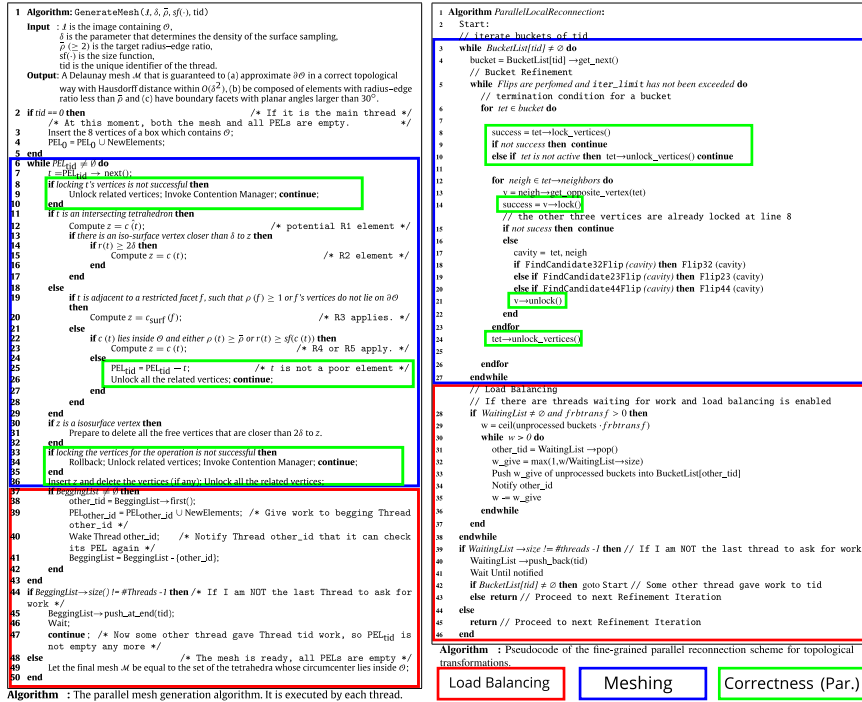 1 Algorithm: GenerateMesh(𝓘, δ, ρ̄, sf(·), tid)
Input : 𝓘 is the image containing 𝒪,
δ is the parameter that determines the density of the surface sampling,
ρ̄ (≥ 2) is the target radius-edge ratio,
sf(·) is the size function,
tid is the unique identifier of the thread.
Output: A Delaunay mesh ℳ that is guaranteed to (a) approximate ∂𝒪 in a correct topological
way with Hausdorff distance within O(δ²), (b) be composed of elements with radius–edge
ratio less than ρ̄ and (c) have boundary facets with planar angles larger than 30°.
2 if tid == 0 then /* If it is the main thread */
/* At this moment, both the mesh and all PELs are empty. */
3 Insert the 8 vertices of a box which contains 𝒪;
4 PEL₀ = PEL₀ ∪ NewElements;
5 end
6 while PEL_tid ≠ ∅ do
7 t = PEL_tid → next();
8 if locking t's vertices is not successful then
9 Unlock related vertices; Invoke Contention Manager; continue;
10 end
11 if t is an intersecting tetrahedron then
12 Compute z = c (t); /* potential R1 element */
13 if there is an iso-surface vertex closer than δ to z then
14 if r(t) ≥ 2δ then
15 Compute z = c (t); /* R2 element */
16 end
17 end
18 else
19 if t is adjacent to a restricted facet f, such that ρ (f) ≥ 1 or f's vertices do not lie on ∂𝒪
then
20 Compute z = c_surf (f); /* R3 applies. */
21 else
22 if c (t) lies inside 𝒪 and either ρ (t) ≥ ρ̄ or r(t) ≥ sf(c (t)) then
23 Compute z = c (t); /* R4 or R5 apply. */
24 else
25 PEL_tid = PEL_tid − t; /* t is not a poor element */
26 Unlock all the related vertices; continue;
27 end
28 end
29 end
30 if z is a isosurface vertex then
31 Prepare to delete all the free vertices that are closer than 2δ to z.
32 end
33 if locking the vertices for the operation is not successful then
34 Rollback; Unlock related vertices; Invoke Contention Manager; continue;
35 end
36 Insert z and delete the vertices (if any); Unlock all the related vertices;
37 if BeggingList ≠ ∅ then
38 other_tid = BeggingList→first();
39 PEL_other_id = PEL_other_id ∪ NewElements; /* Give work to begging Thread
other_id */
40 Wake Thread other_id; /* Notify Thread other_id that it can check
its PEL again */
41 BeggingList = BeggingList - {other_id};
42 end
43 end
44 if BeggingList→size() != #Threads -1 then /* If I am NOT the last Thread to ask for
work */
45 BeggingList→push_at_end(tid);
46 Wait;
47 continue; /* Now some other thread gave Thread tid work, so PEL_tid is
not empty any more */
48 else /* The mesh is ready, all PELs are empty */
49 Let the final mesh ℳ be equal to the set of the tetrahedra whose circumcenter lies inside 𝒪;
50 end
Algorithm : The parallel mesh generation algorithm. It is executed by each thread.
1 Algorithm ParallelLocalReconnection:
2 Start:
// iterate buckets of tid
3 while BucketList[tid] ≠ ∅ do
4 bucket = BucketList[tid] →get_next()
// Bucket Refinement
5 while Flips are perfomed and iter_limit has not been exceeded do
// termination condition for a bucket
6 for tet ∈ bucket do
7
8 success = tet→lock_vertices()
9 if not success then continue
10 else if tet is not active then tet→unlock_vertices() continue
11
12 for neigh ∈ tet→neighbors do
13 v = neigh→get_opposite_vertex(tet)
14 success = v→lock()
// the other three vertices are already locked at line 8
15 if not sucess then continue
16 else
17 cavity = tet, neigh
18 if FindCandidate32Flip (cavity) then Flip32 (cavity)
19 else if FindCandidate23Flip (cavity) then Flip23 (cavity)
20 else if FindCandidate44Flip (cavity) then Flip44 (cavity)
21 v→unlock()
22 end
23 endfor
24 tet→unlock_vertices()
25
26 endfor
27 endwhile
// Load Balancing
// If there are threads waiting for work and load balancing is enabled
28 if WaitingList ≠ ∅ and frbtransf > 0 then
29 w = ceil(unprocessed buckets · frbtransf)
30 while w > 0 do
31 other_tid = WaitingList →pop()
32 w_give = max(1,w/WaitingList→size)
33 Push w_give of unprocessed buckets into BucketList[other_tid]
34 Notify other_id
35 w -= w_give
36 endwhile
37 end
38 endwhile
39 if WaitingList →size != #threads -1 then // If I am NOT the last thread to ask for work
40 WaitingList →push_back(tid)
41 Wait Until notified
42 if BucketList[tid] ≠ ∅ then goto Start // Some other thread gave work to tid
43 else return // Proceed to next Refinement Iteration
44 else
45 return // Proceed to next Refinement Iteration
46 end
Algorithm : Pseudocode of the fine-grained parallel reconnection scheme for topological
transformations.
Load Balancing
Meshing
Correctness (Par.)